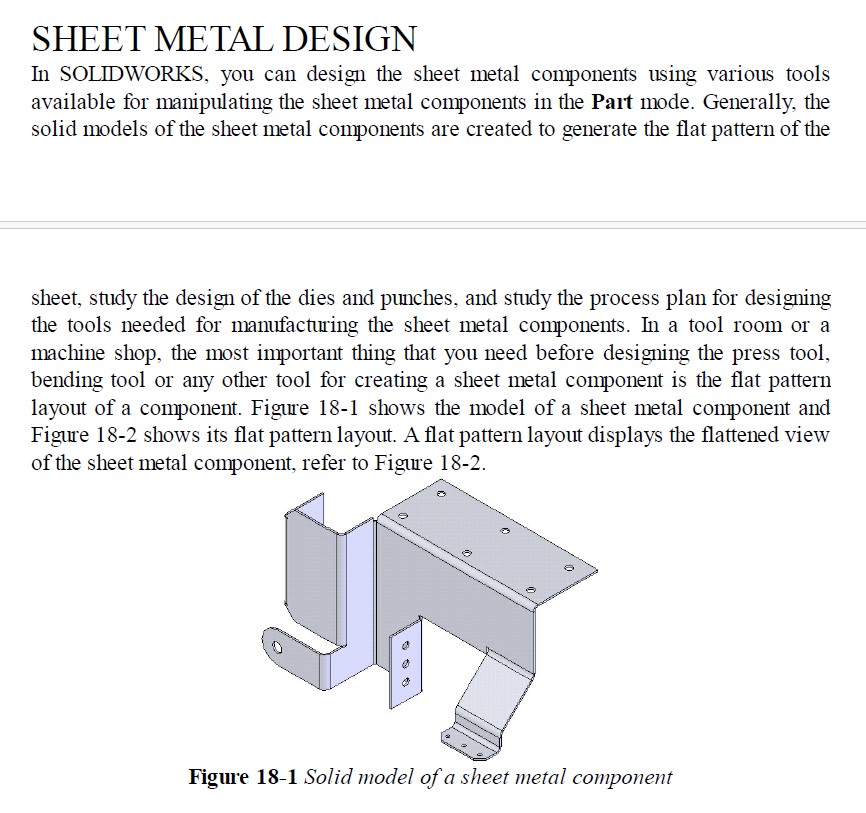 SHEET METAL DESIGN
In SOLIDWORKS, you can design the sheet metal components using various tools
available for manipulating the sheet metal components in the Part mode. Generally, the
solid models of the sheet metal components are created to generate the flat pattern of the
sheet, study the design of the dies and punches, and study the process plan for designing
the tools needed for manufacturing the sheet metal components. In a tool room or a
machine shop, the most important thing that you need before designing the press tool,
bending tool or any other tool for creating a sheet metal component is the flat pattern
layout of a component. Figure 18-1 shows the model of a sheet metal component and
Figure 18-2 shows its flat pattern layout. A flat pattern layout displays the flattened view
of the sheet metal component, refer to Figure 18-2.
Figure 18-1 Solid model of a sheet metal component